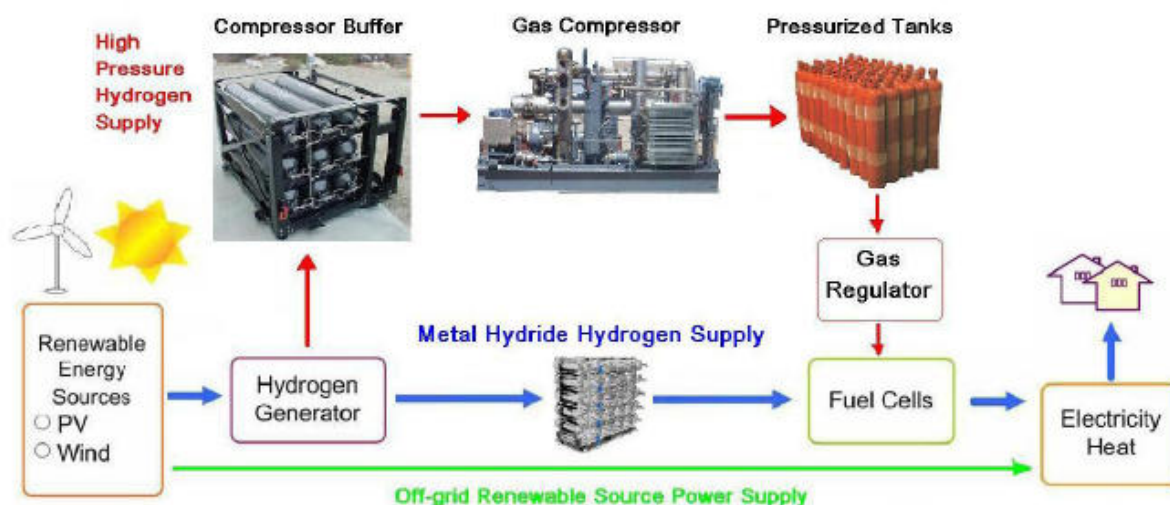 High
Pressure
Hydrogen
Supply
Compressor Buffer
Gas Compressor
Pressurized Tanks
Gas
Regulator
Metal Hydride Hydrogen Supply
Renewable
Energy
Sources
PV
Wind
Hydrogen
Generator
Fuel Cells
Electricity
Heat
Off-grid Renewable Source Power Supply